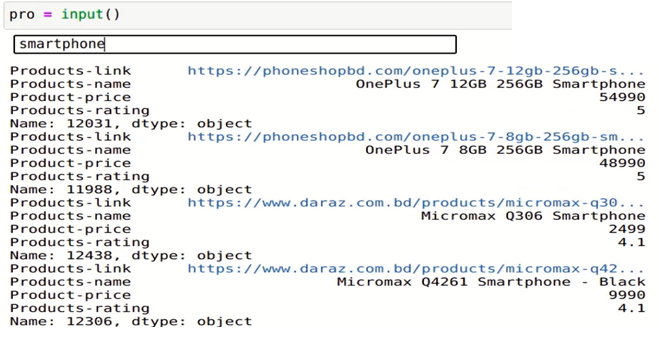 pro = input()
smartphone
Products-link https://phoneshopbd.com/oneplus-7-12gb-256gb-s...
Products-name OnePlus 7 12GB 256GB Smartphone
Product-price 54990
Products-rating 5
Name: 12031, dtype: object
Products-link https://phoneshopbd.com/oneplus-7-8gb-256gb-sm...
Products-name OnePlus 7 8GB 256GB Smartphone
Product-price 48990
Products-rating 5
Name: 11988, dtype: object
Products-link https://www.daraz.com.bd/products/micromax-q30...
Products-name Micromax Q306 Smartphone
Product-price 2499
Products-rating 4.1
Name: 12438, dtype: object
Products-link https://www.daraz.com.bd/products/micromax-q42...
Products-name Micromax Q4261 Smartphone - Black
Product-price 9990
Products-rating 4.1
Name: 12306, dtype: object